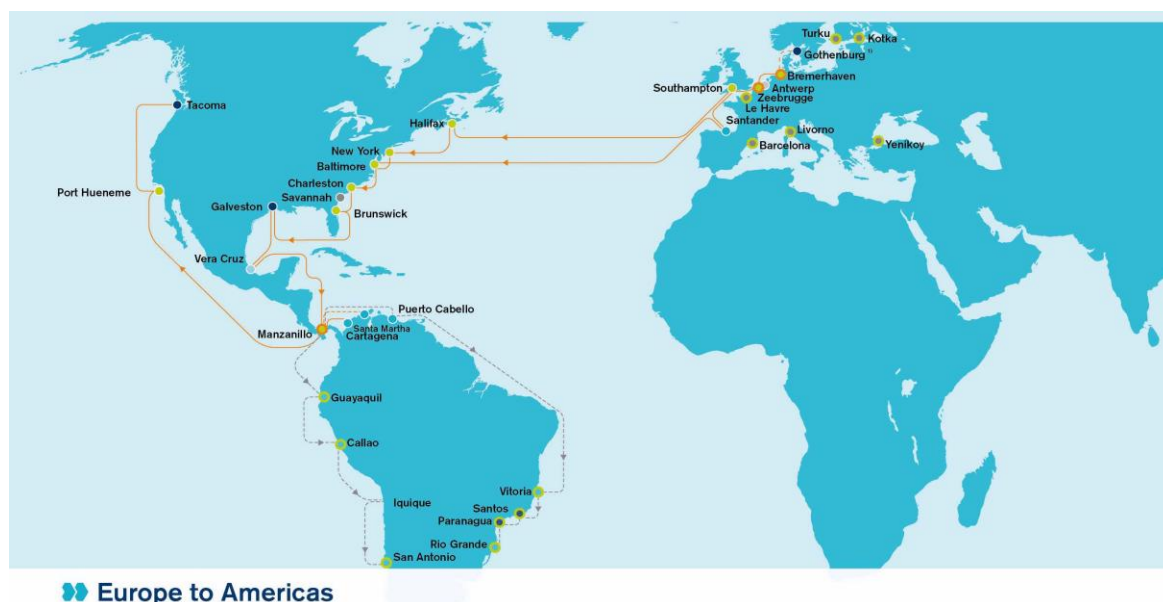 Turku
Kotka
Gothenburg 1)
Bremerhaven
Southampton
Antwerp
Zeebrugge
Le Havre
Santander
Livorno
Barcelona
Yenikoy
Tacoma
Halifax
New York
Baltimore
Charleston
Savannah
Port Hueneme
Galveston
Brunswick
Vera Cruz
Puerto Cabello
Manzanillo
Santa Martha
Cartagena
Guayaquil
Callao
Iquique
Vitoria
Santos
Paranagua
Rio Grande
San Antonio
Europe to Americas